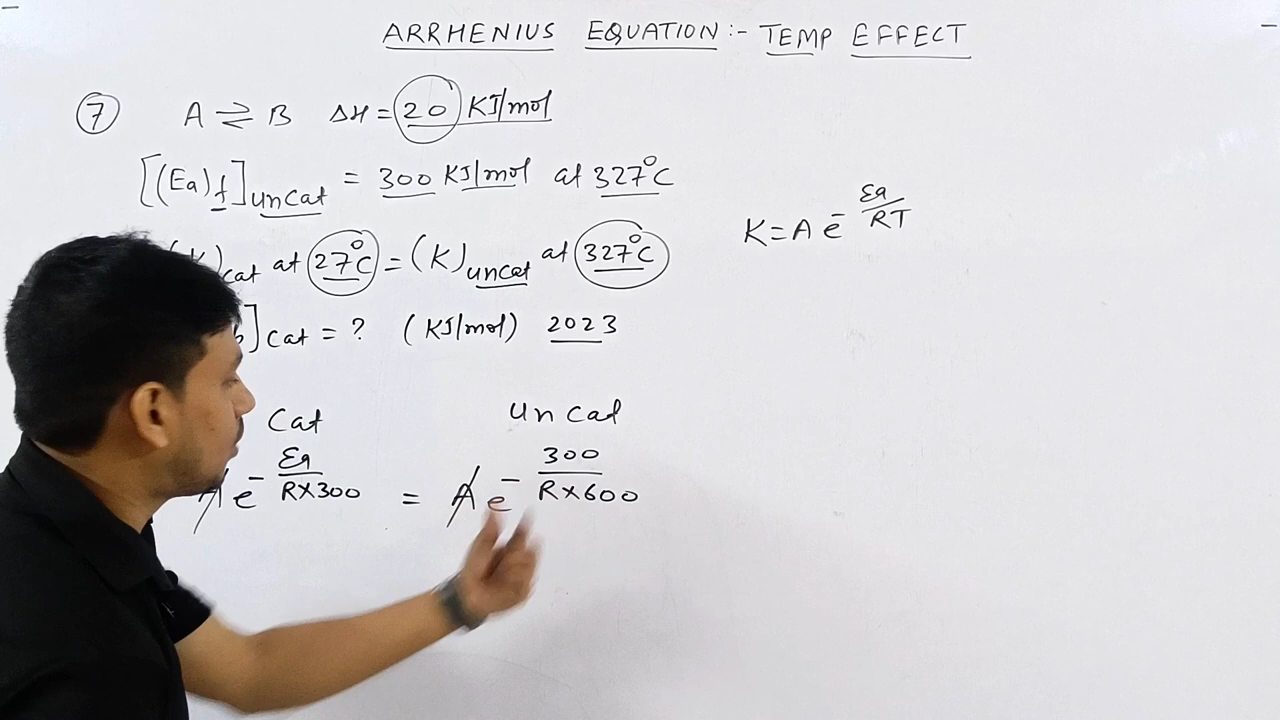 ARRHENIUS EQUATION:- TEMP EFFECT
⑦ A ⇌ B ΔH = 20 KJ/mol
[(Ea)f]uncat = 300 KJ/mol at 327°C
cat at 27°C = (K)uncat at 327°C
K = A e^-Ea/RT
]cat = ? (KJ/mol) 2023
Cat Uncat
A e^-Ea/R×300 = A e^-300/R×600